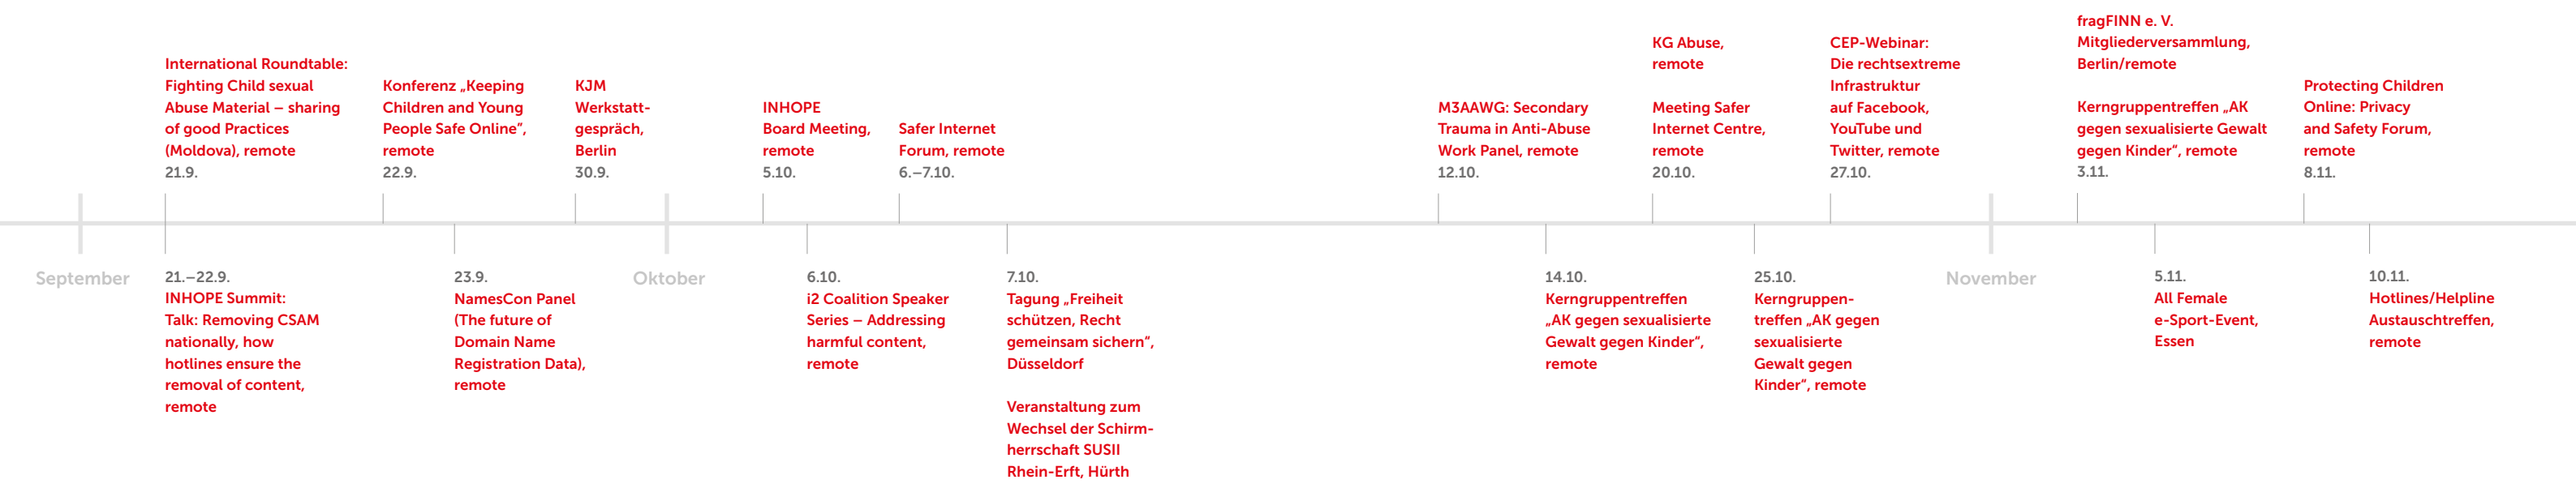 International Roundtable:
Fighting Child sexual
Abuse Material – sharing
of good Practices
(Moldova), remote
21.9.
Konferenz „Keeping
Children and Young
People Safe Online“,
remote
22.9.
KJM
Werkstatt-
gespräch,
Berlin
30.9.
INHOPE
Board Meeting,
remote
5.10.
Safer Internet
Forum, remote
6.–7.10.
M3AAWG: Secondary
Trauma in Anti-Abuse
Work Panel, remote
12.10.
KG Abuse,
remote
Meeting Safer
Internet Centre,
remote
20.10.
CEP-Webinar:
Die rechtsextreme
Infrastruktur
auf Facebook,
YouTube und
Twitter, remote
27.10.
fragFINN e. V.
Mitgliederversammlung,
Berlin/remote
Kerngruppentreffen „AK
gegen sexualisierte Gewalt
gegen Kinder“, remote
3.11.
Protecting Children
Online: Privacy
and Safety Forum,
remote
8.11.
September
21.–22.9.
INHOPE Summit:
Talk: Removing CSAM
nationally, how
hotlines ensure the
removal of content,
remote
23.9.
NamesCon Panel
(The future of
Domain Name
Registration Data),
remote
Oktober
6.10.
i2 Coalition Speaker
Series – Addressing
harmful content,
remote
7.10.
Tagung „Freiheit
schützen, Recht
gemeinsam sichern“,
Düsseldorf
Veranstaltung zum
Wechsel der Schirm-
herrschaft SUSII
Rhein-Erft, Hürth
14.10.
Kerngruppentreffen
„AK gegen sexualisierte
Gewalt gegen Kinder“,
remote
25.10.
Kerngruppen-
treffen „AK gegen
sexualisierte
Gewalt gegen
Kinder“, remote
November
5.11.
All Female
e-Sport-Event,
Essen
10.11.
Hotlines/Helpline
Austauschtreffen,
remote